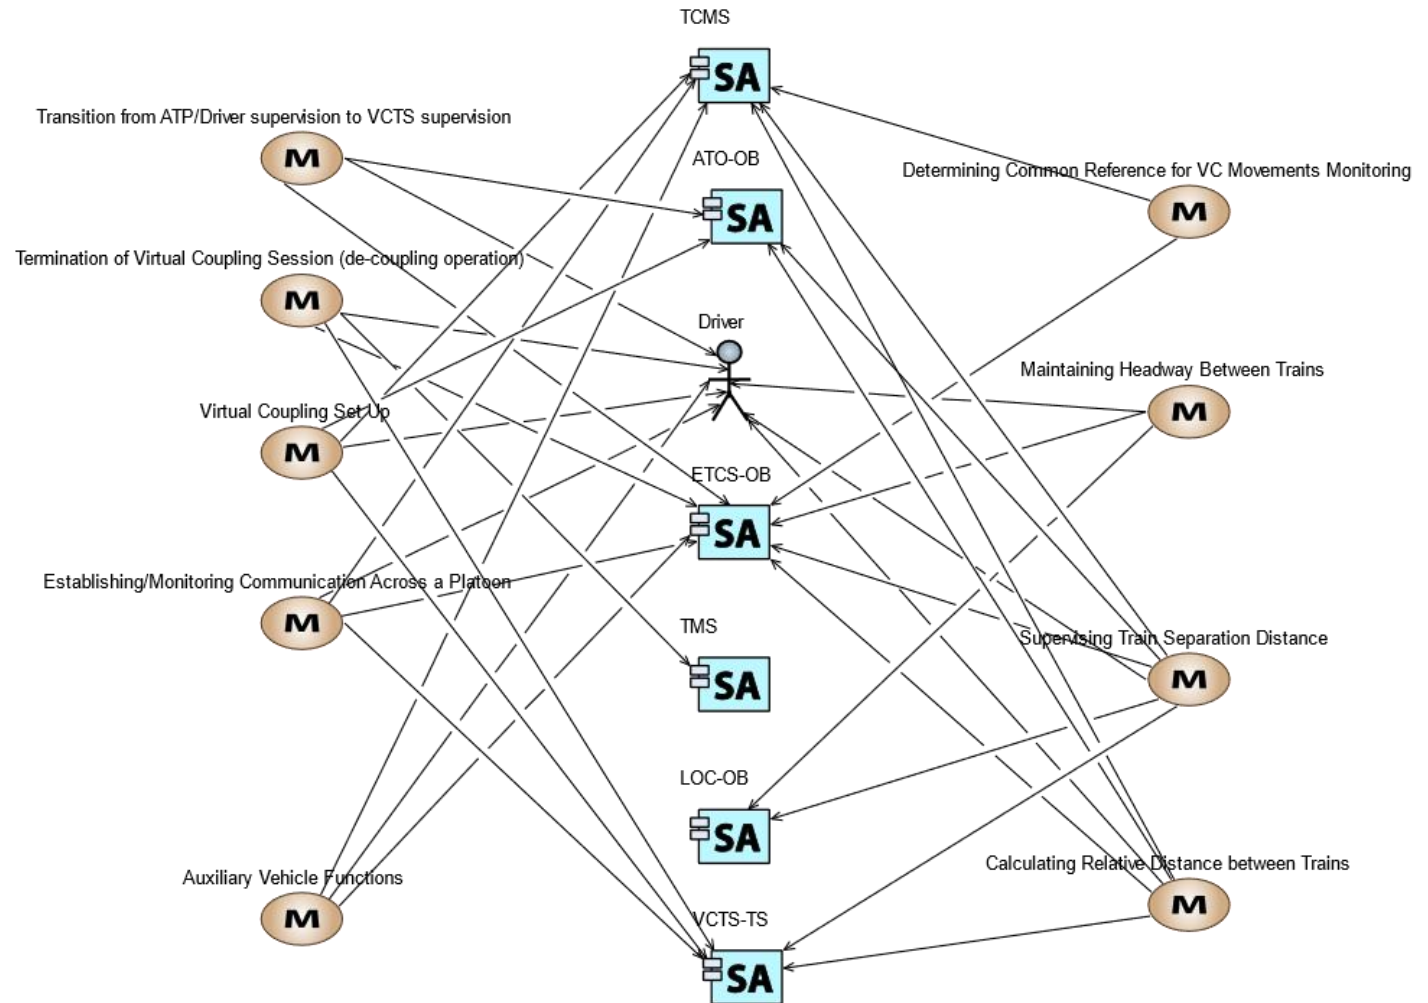 TCMS
SA
Transition from ATP/Driver supervision to VCTS supervision
M
ATO-OB
SA
Determining Common Reference for VC Movements Monitoring
M
Termination of Virtual Coupling Session (de-coupling operation)
M
Driver
Maintaining Headway Between Trains
M
Virtual Coupling Set Up
M
ETCS-OB
SA
Establishing/Monitoring Communication Across a Platoon
M
TMS
SA
Supervising Train Separation Distance
M
LOC-OB
SA
Calculating Relative Distance between Trains
M
Auxiliary Vehicle Functions
M
VCTS-TS
SA